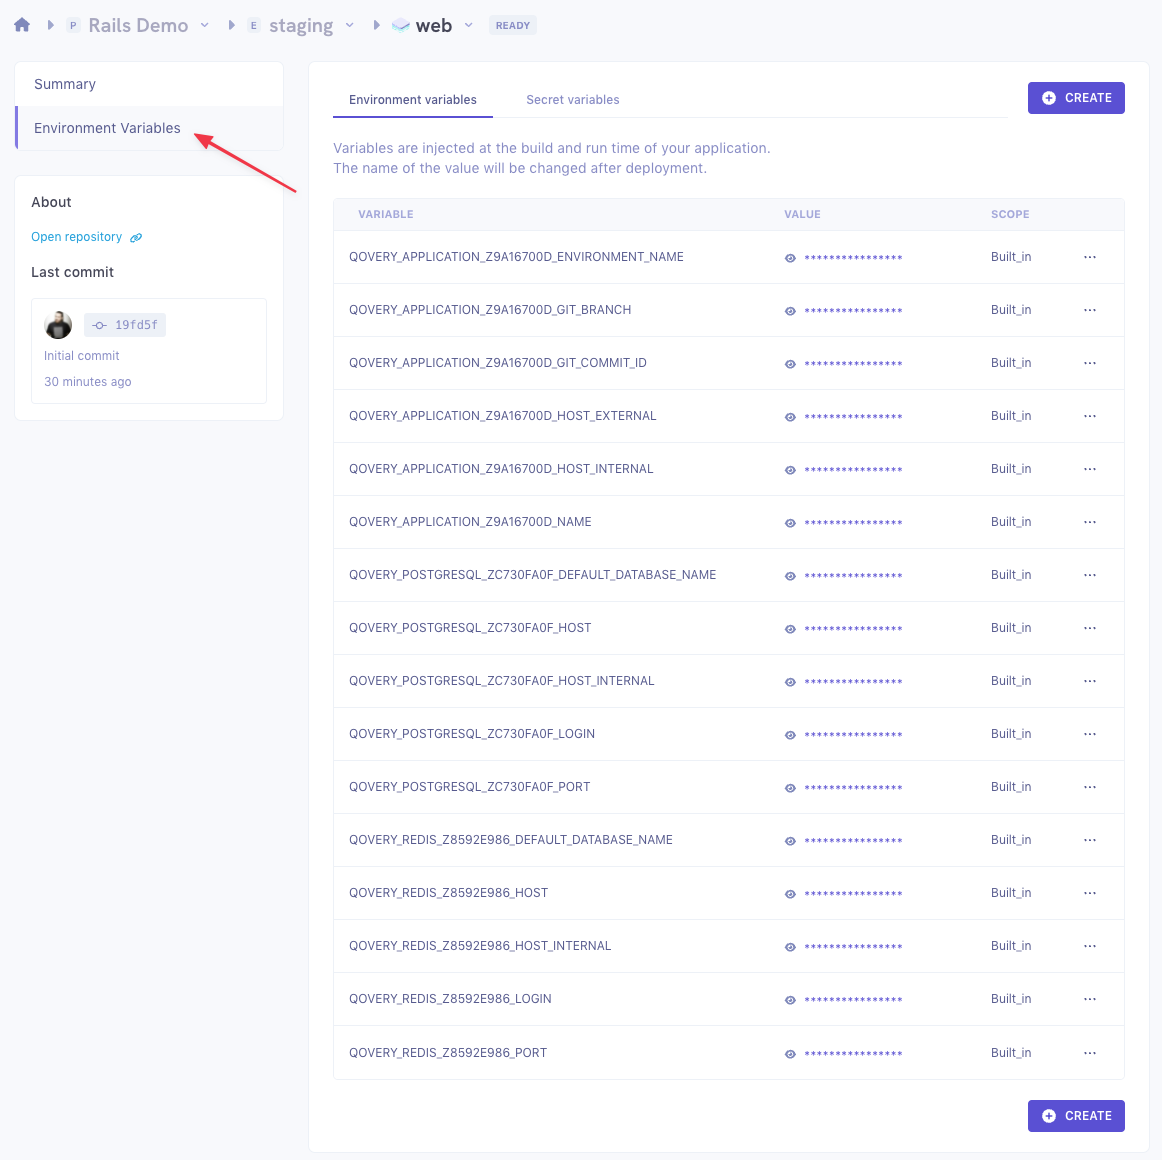 P Rails Demo E staging web READY
Summary
Environment Variables
About
Open repository
Last commit
19fd5f
Initial commit
30 minutes ago
Environment variables Secret variables CREATE
Variables are injected at the build and run time of your application.
The name of the value will be changed after deployment.
VARIABLE VALUE SCOPE
QOVERY_APPLICATION_Z9A16700D_ENVIRONMENT_NAME **************** Built_in ...
QOVERY_APPLICATION_Z9A16700D_GIT_BRANCH **************** Built_in ...
QOVERY_APPLICATION_Z9A16700D_GIT_COMMIT_ID **************** Built_in ...
QOVERY_APPLICATION_Z9A16700D_HOST_EXTERNAL **************** Built_in ...
QOVERY_APPLICATION_Z9A16700D_HOST_INTERNAL **************** Built_in ...
QOVERY_APPLICATION_Z9A16700D_NAME **************** Built_in ...
QOVERY_POSTGRESQL_ZC730FA0F_DEFAULT_DATABASE_NAME **************** Built_in ...
QOVERY_POSTGRESQL_ZC730FA0F_HOST **************** Built_in ...
QOVERY_POSTGRESQL_ZC730FA0F_HOST_INTERNAL **************** Built_in ...
QOVERY_POSTGRESQL_ZC730FA0F_LOGIN **************** Built_in ...
QOVERY_POSTGRESQL_ZC730FA0F_PORT **************** Built_in ...
QOVERY_REDIS_Z8592E986_DEFAULT_DATABASE_NAME **************** Built_in ...
QOVERY_REDIS_Z8592E986_HOST **************** Built_in ...
QOVERY_REDIS_Z8592E986_HOST_INTERNAL **************** Built_in ...
QOVERY_REDIS_Z8592E986_LOGIN **************** Built_in ...
QOVERY_REDIS_Z8592E986_PORT **************** Built_in ...
CREATE